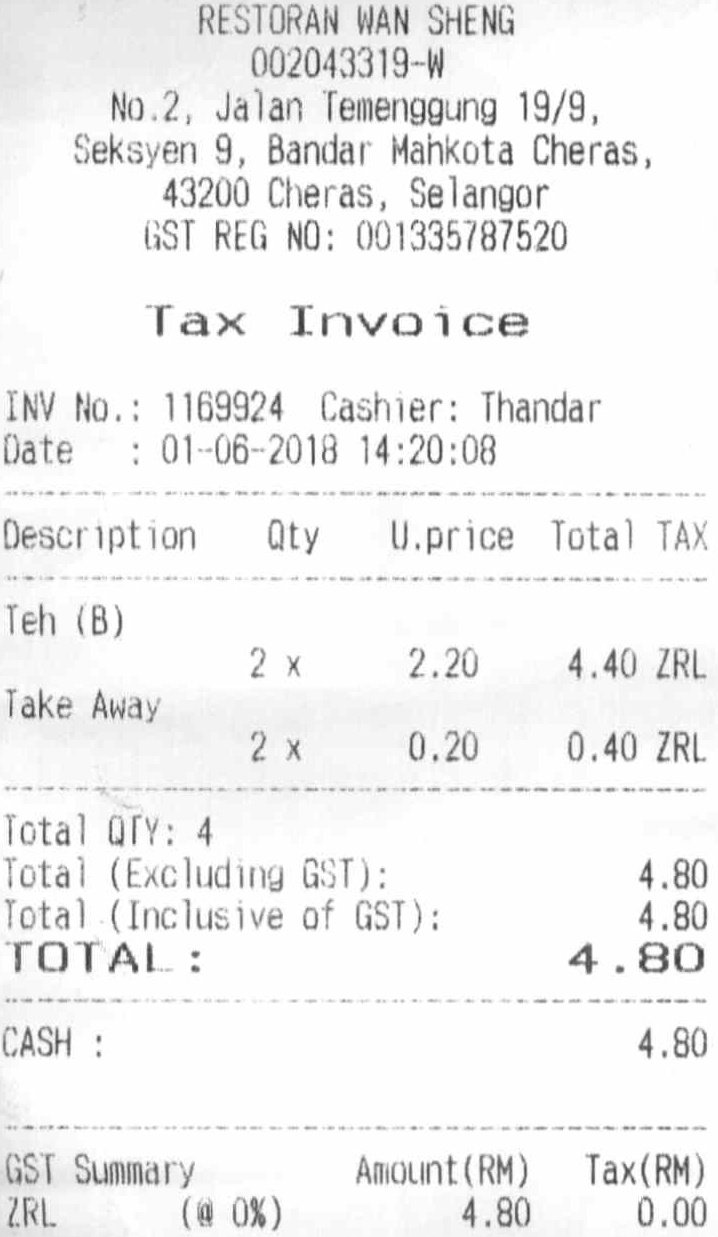 RESTORAN WAN SHENG
002043319-W
No.2, Jalan Temenggung 19/9,
Seksyen 9, Bandar Mahkota Cheras,
43200 Cheras, Selangor
GST REG NO: 001335787520
Tax Invoice
INV No.: 1169924 Cashier: Thandar
Date : 01-06-2018 14:20:08
Description Qty U.price Total TAX
Teh (B)
2 x 2.20 4.40 ZRL
Take Away
2 x 0.20 0.40 ZRL
Total QTY: 4
Total (Excluding GST): 4.80
Total (Inclusive of GST): 4.80
TOTAL : 4.80
CASH : 4.80
GST Summary Amount(RM) Tax(RM)
ZRL (@ 0%) 4.80 0.00